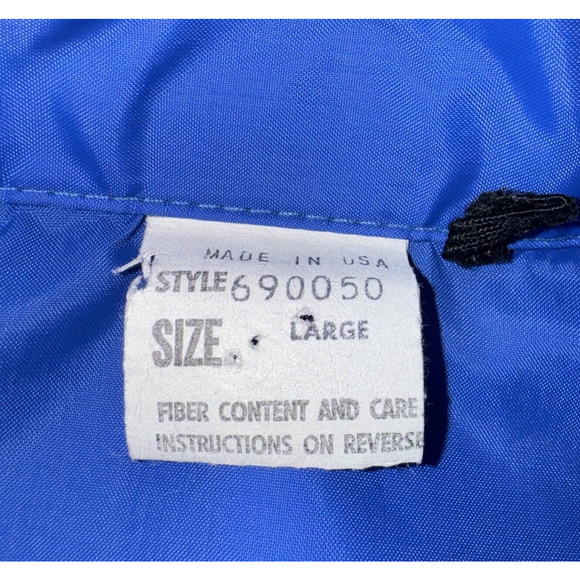 MADE IN USA
STYLE 690050
SIZE LARGE
FIBER CONTENT AND CARE
INSTRUCTIONS ON REVERSE